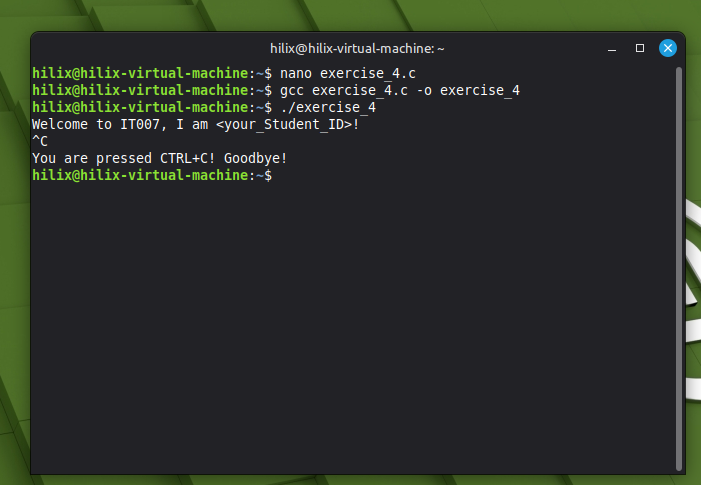 hilix@hilix-virtual-machine: ~
hilix@hilix-virtual-machine:~$ nano exercise_4.c
hilix@hilix-virtual-machine:~$ gcc exercise_4.c -o exercise_4
hilix@hilix-virtual-machine:~$ ./exercise_4
Welcome to IT007, I am <your_Student_ID>!
^C
You are pressed CTRL+C! Goodbye!
hilix@hilix-virtual-machine:~$